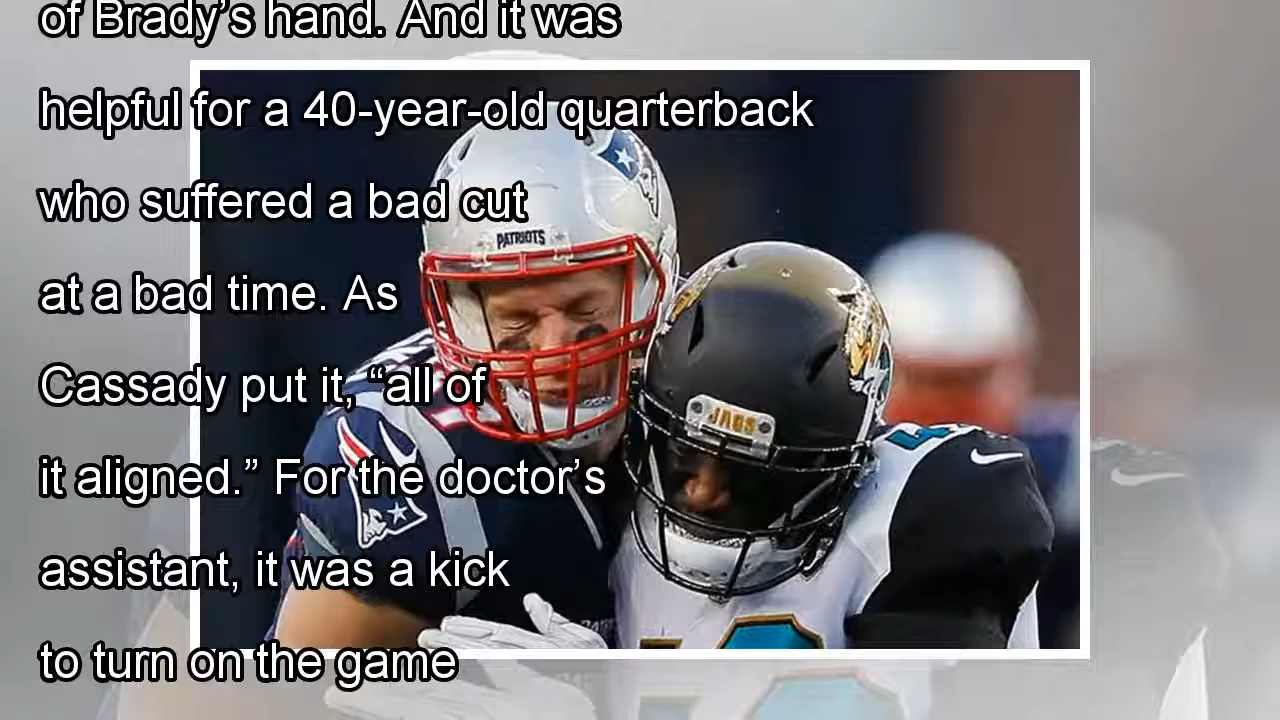 of Brady’s hand. And it was
helpful for a 40-year-old quarterback
who suffered a bad cut
at a bad time. As
Cassady put it, “all of
it aligned.” For the doctor’s
assistant, it was a kick
to turn on the game
PATRIOTS
JAGS